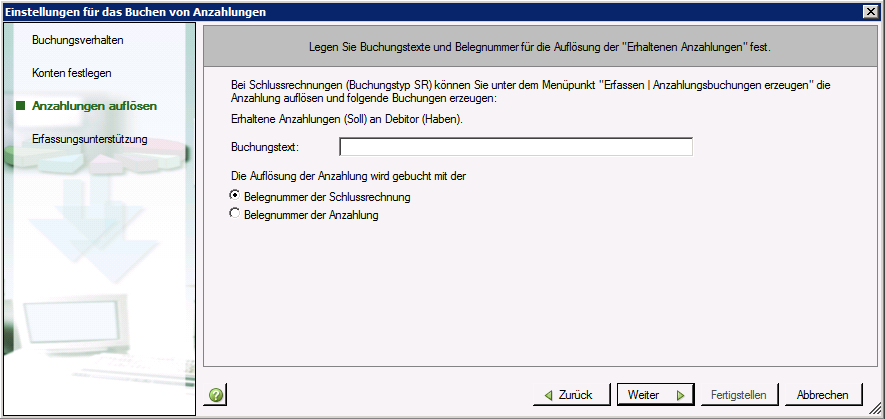 Einstellungen für das Buchen von Anzahlungen
Buchungsverhalten
Konten festlegen
Anzahlungen auflösen
Erfassungsunterstützung
Legen Sie Buchungstexte und Belegnummer für die Auflösung der "Erhaltenen Anzahlungen" fest.
Bei Schlussrechnungen (Buchungstyp SR) können Sie unter dem Menüpunkt "Erfassen | Anzahlungsbuchungen erzeugen" die
Anzahlung auflösen und folgende Buchungen erzeugen:
Erhaltene Anzahlungen (Soll) an Debitor (Haben).
Buchungstext:
Die Auflösung der Anzahlung wird gebucht mit der
Belegnummer der Schlussrechnung
Belegnummer der Anzahlung
Zurück
Weiter
Fertigstellen
Abbrechen